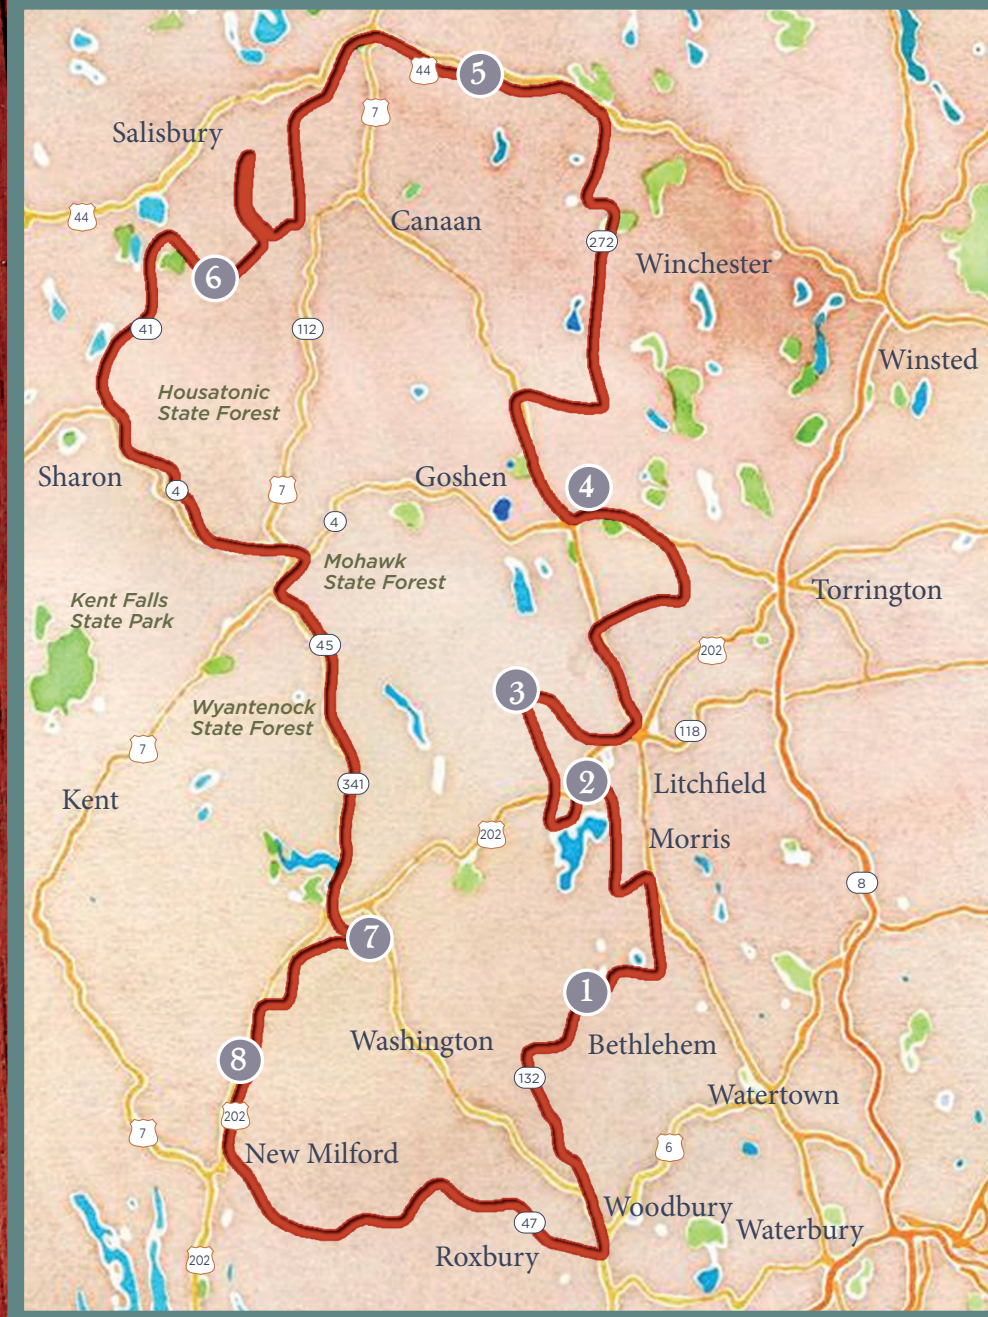 44
5
7
Salisbury
44
Canaan
272
Winchester
6
41
112
Winsted
Housatonic
State Forest
Sharon
Goshen
4
7
4
4
Mohawk
State Forest
Torrington
Kent Falls
State Park
45
202
3
Wyantenock
State Forest
118
7
341
2
Litchfield
Kent
202
Morris
8
7
1
Washington
Bethlehem
8
132
Watertown
202
7
6
New Milford
Woodbury
47
Waterbury
Roxbury
202